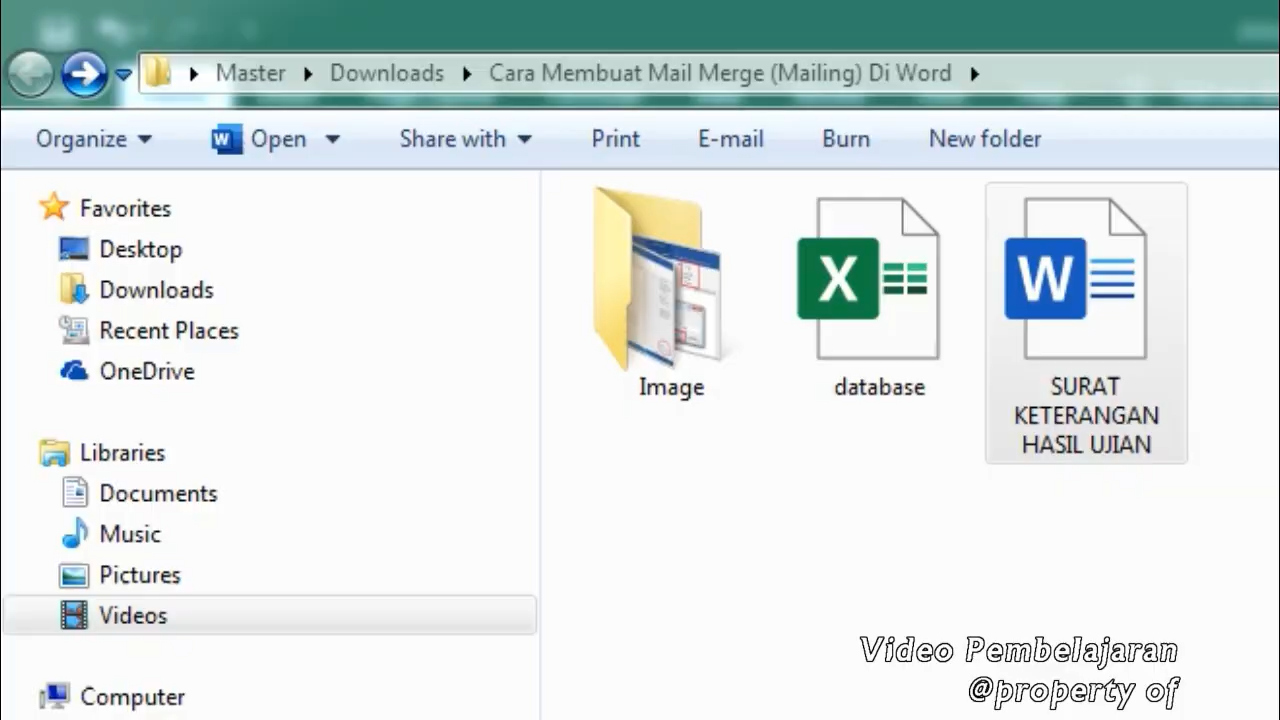 Master Downloads Cara Membuat Mail Merge (Mailing) Di Word
Organize Open Share with Print E-mail Burn New folder
Favorites
Desktop
Downloads
Recent Places
OneDrive
Libraries
Documents
Music
Pictures
Videos
Computer
Image
database
SURAT
KETERANGAN
HASIL UJIAN
Video Pembelajaran
@property of